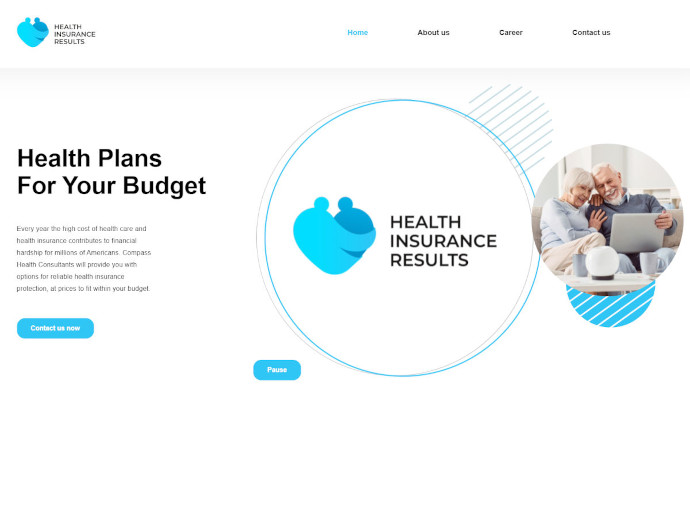 HEALTH
INSURANCE
RESULTS
Home
About us
Career
Contact us
Health Plans
For Your Budget
Every year the high cost of health care and
health insurance contributes to financial
hardship for millions of Americans. Compass
Health Consultants will provide you with
options for reliable health insurance
protection, at prices to fit within your budget
Contact us now
HEALTH
INSURANCE
RESULTS
Pause